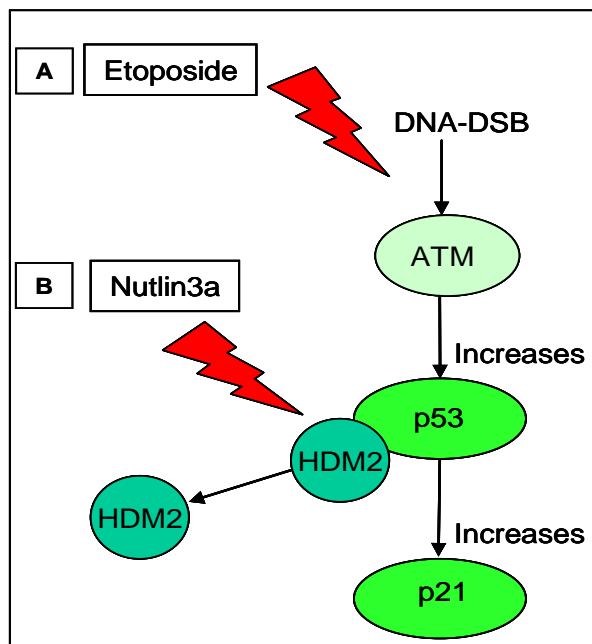 A
Etoposide
DNA-DSB
ATM
B
Nutlin3a
Increases
p53
HDM2
HDM2
Increases
p21